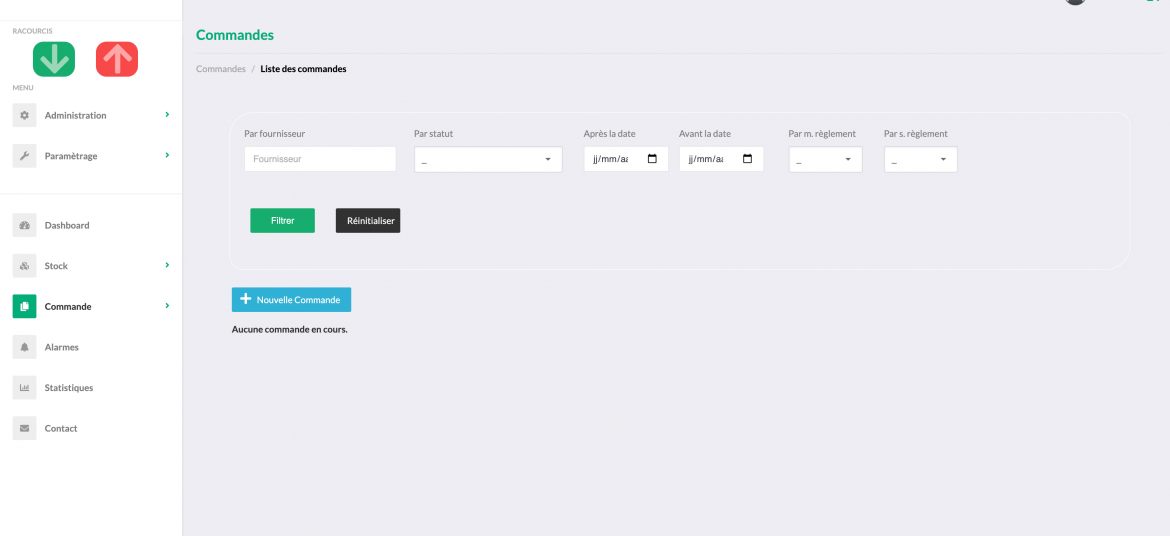 RACOURCIS
MENU
Administration
Paramètrage
Dashboard
Stock
Commande
Alarmes
Statistiques
Contact
Commandes
Commandes / Liste des commandes
Par fournisseur Par statut Après la date Avant la date Par m. règlement Par s. règlement
Fournisseur _ jj/mm/aa jj/mm/aa _ _
Filtrer Réinitialiser
Nouvelle Commande
Aucune commande en cours.